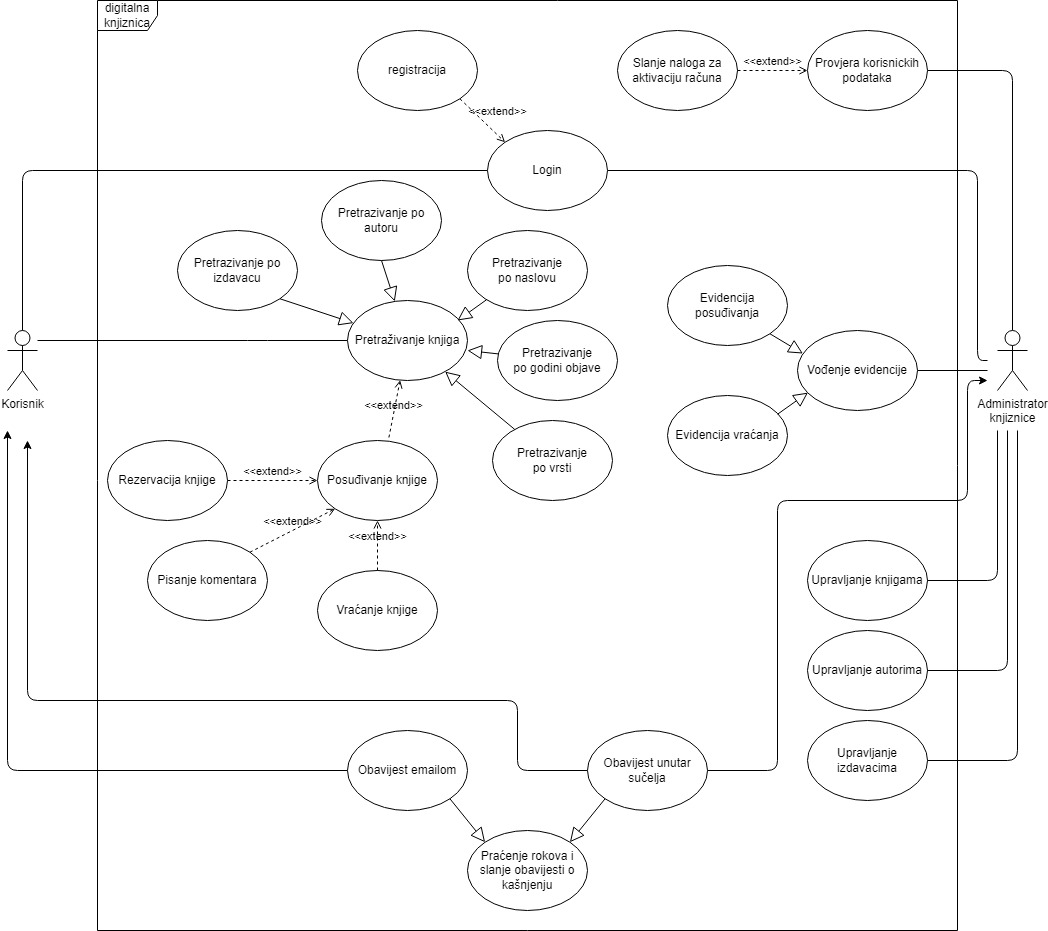 digitalna
knjiznica
registracija
<<extend>>
Slanje naloga za
aktivaciju računa
<<extend>>
Provjera korisnickih
podataka
Login
Pretrazivanje po
autoru
Pretrazivanje po
izdavacu
Pretrazivanje
po naslovu
Evidencija
posuđivanja
Pretraživanje knjiga
Pretrazivanje
po godini objave
Vođenje evidencije
Korisnik
Administrator
knjiznice
<<extend>>
Evidencija vraćanja
Pretrazivanje
po vrsti
Rezervacija knjige
<<extend>>
Posuđivanje knjige
<<extend>>
<<extend>>
Pisanje komentara
Vraćanje knjige
Upravljanje knjigama
Upravljanje autorima
Upravljanje
izdavacima
Obavijest emailom
Obavijest unutar
sučelja
Praćenje rokova i
slanje obavijesti o
kašnjenju